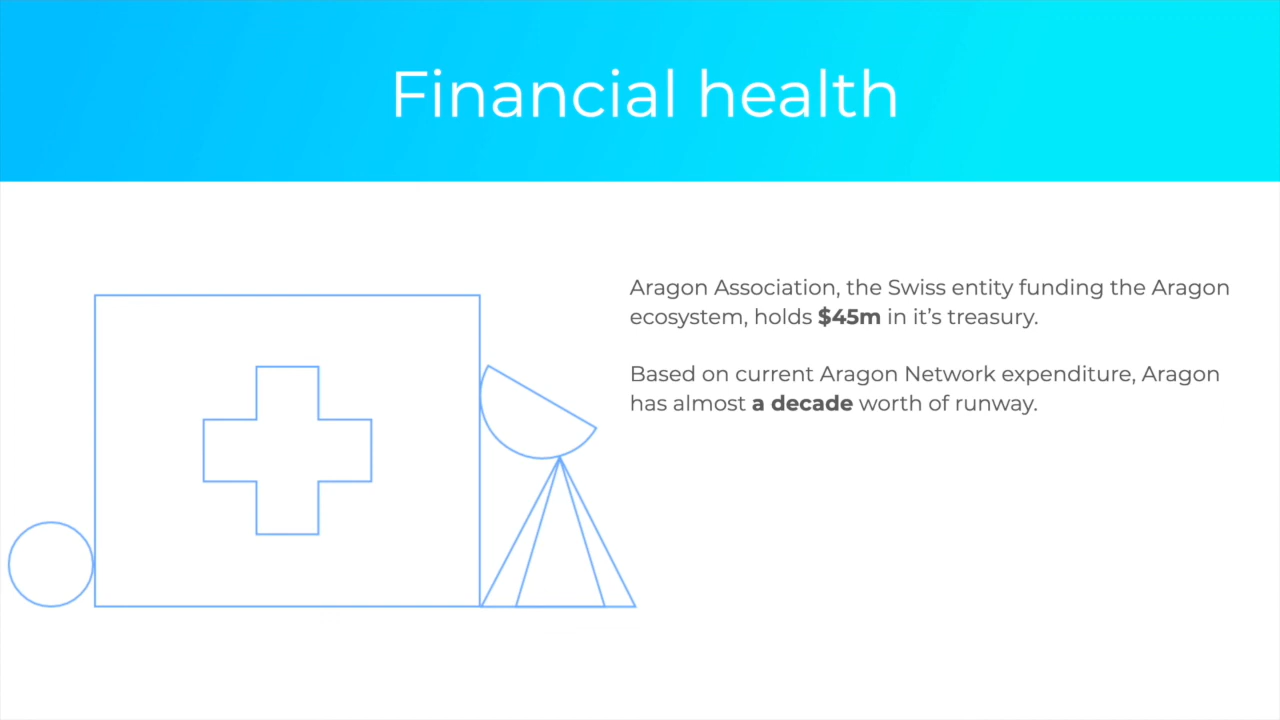 Financial health
Aragon Association, the Swiss entity funding the Aragon
ecosystem, holds $45m in it’s treasury.
Based on current Aragon Network expenditure, Aragon
has almost a decade worth of runway.